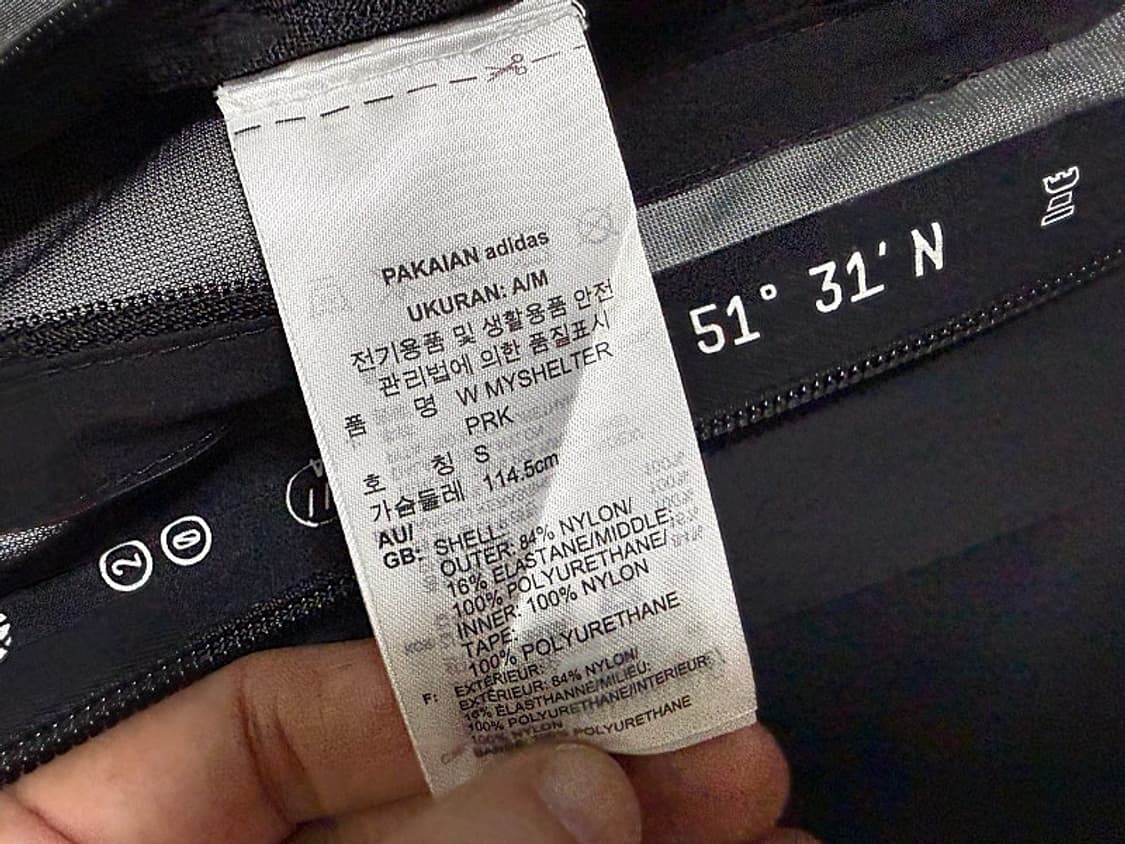 PAKAIAN adidas
UKURAN: A/M
전기용품 및 생활용품 안전
관리법에 의한 품질표시
품 명 W MYSHELTER
PRK
호 칭 S
가슴둘레 114.5cm
AU/
GB: SHELL:
OUTER: 84% NYLON/
16% ELASTANE/MIDDLE:
100% POLYURETHANE/
INNER: 100% NYLON
TAPE:
100% POLYURETHANE
F: EXTÉRIEUR:
EXTÉRIEUR: 84% NYLON/
16% ÉLASTHANNE/MILIEU:
100% POLYURETHANE/INTERIEUR:
100% NYLON
POLYURETHANE
51° 31′ N
2 0